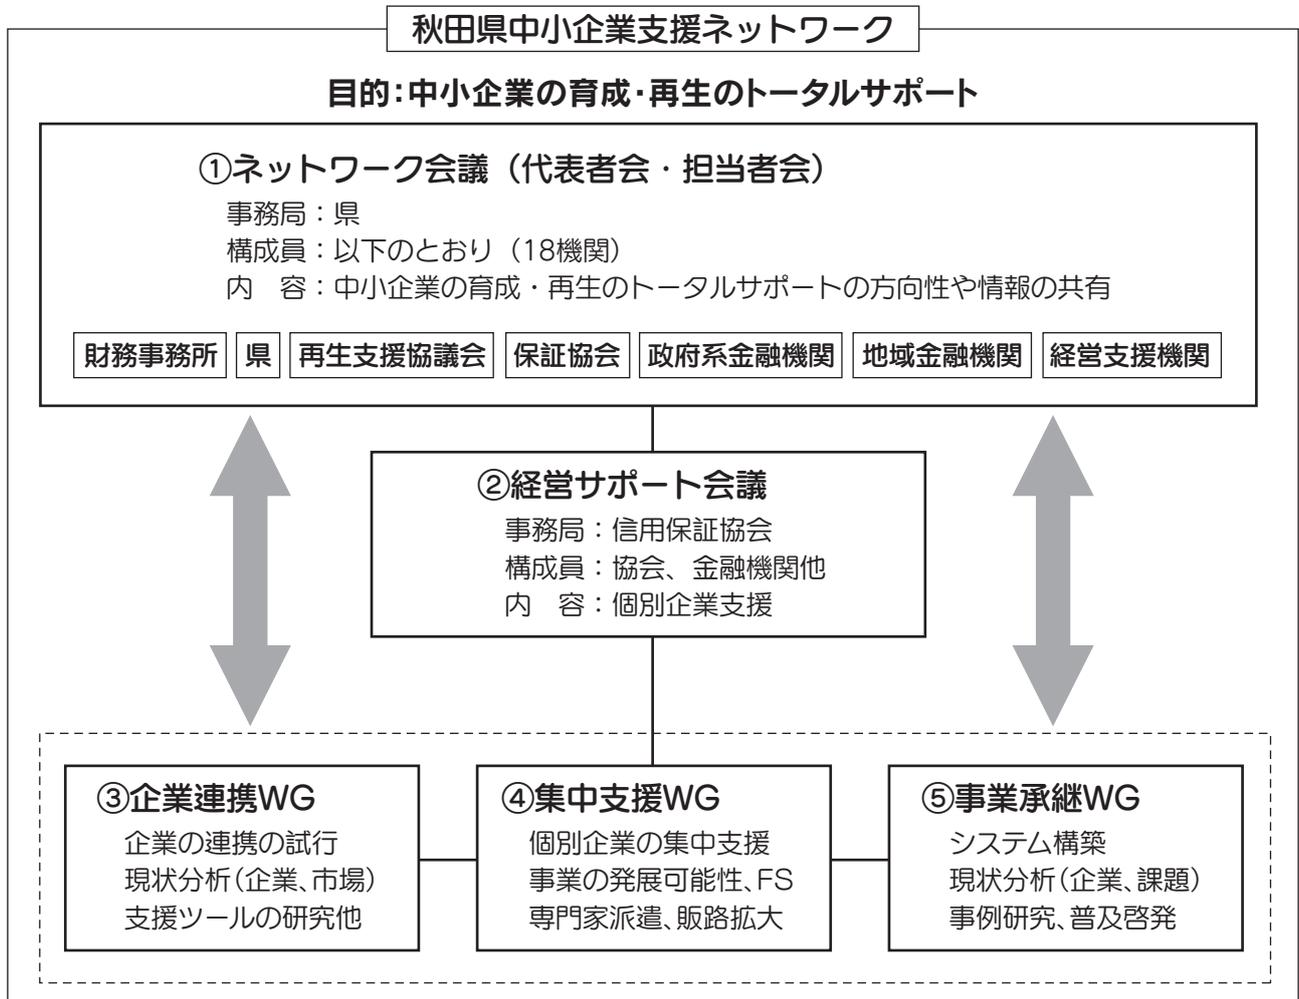 秋田県中小企業支援ネットワーク
目的：中小企業の育成・再生のトータルサポート
①ネットワーク会議（代表者会・担当者会）
事務局：県
構成員：以下のとおり（18機関）
内　容：中小企業の育成・再生のトータルサポートの方向性や情報の共有
財務事務所 県 再生支援協議会 保証協会 政府系金融機関 地域金融機関 経営支援機関
②経営サポート会議
事務局：信用保証協会
構成員：協会、金融機関他
内　容：個別企業支援
③企業連携WG
企業の連携の試行
現状分析（企業、市場）
支援ツールの研究他
④集中支援WG
個別企業の集中支援
事業の発展可能性、FS
専門家派遣、販路拡大
⑤事業承継WG
システム構築
現状分析（企業、課題）
事例研究、普及啓発